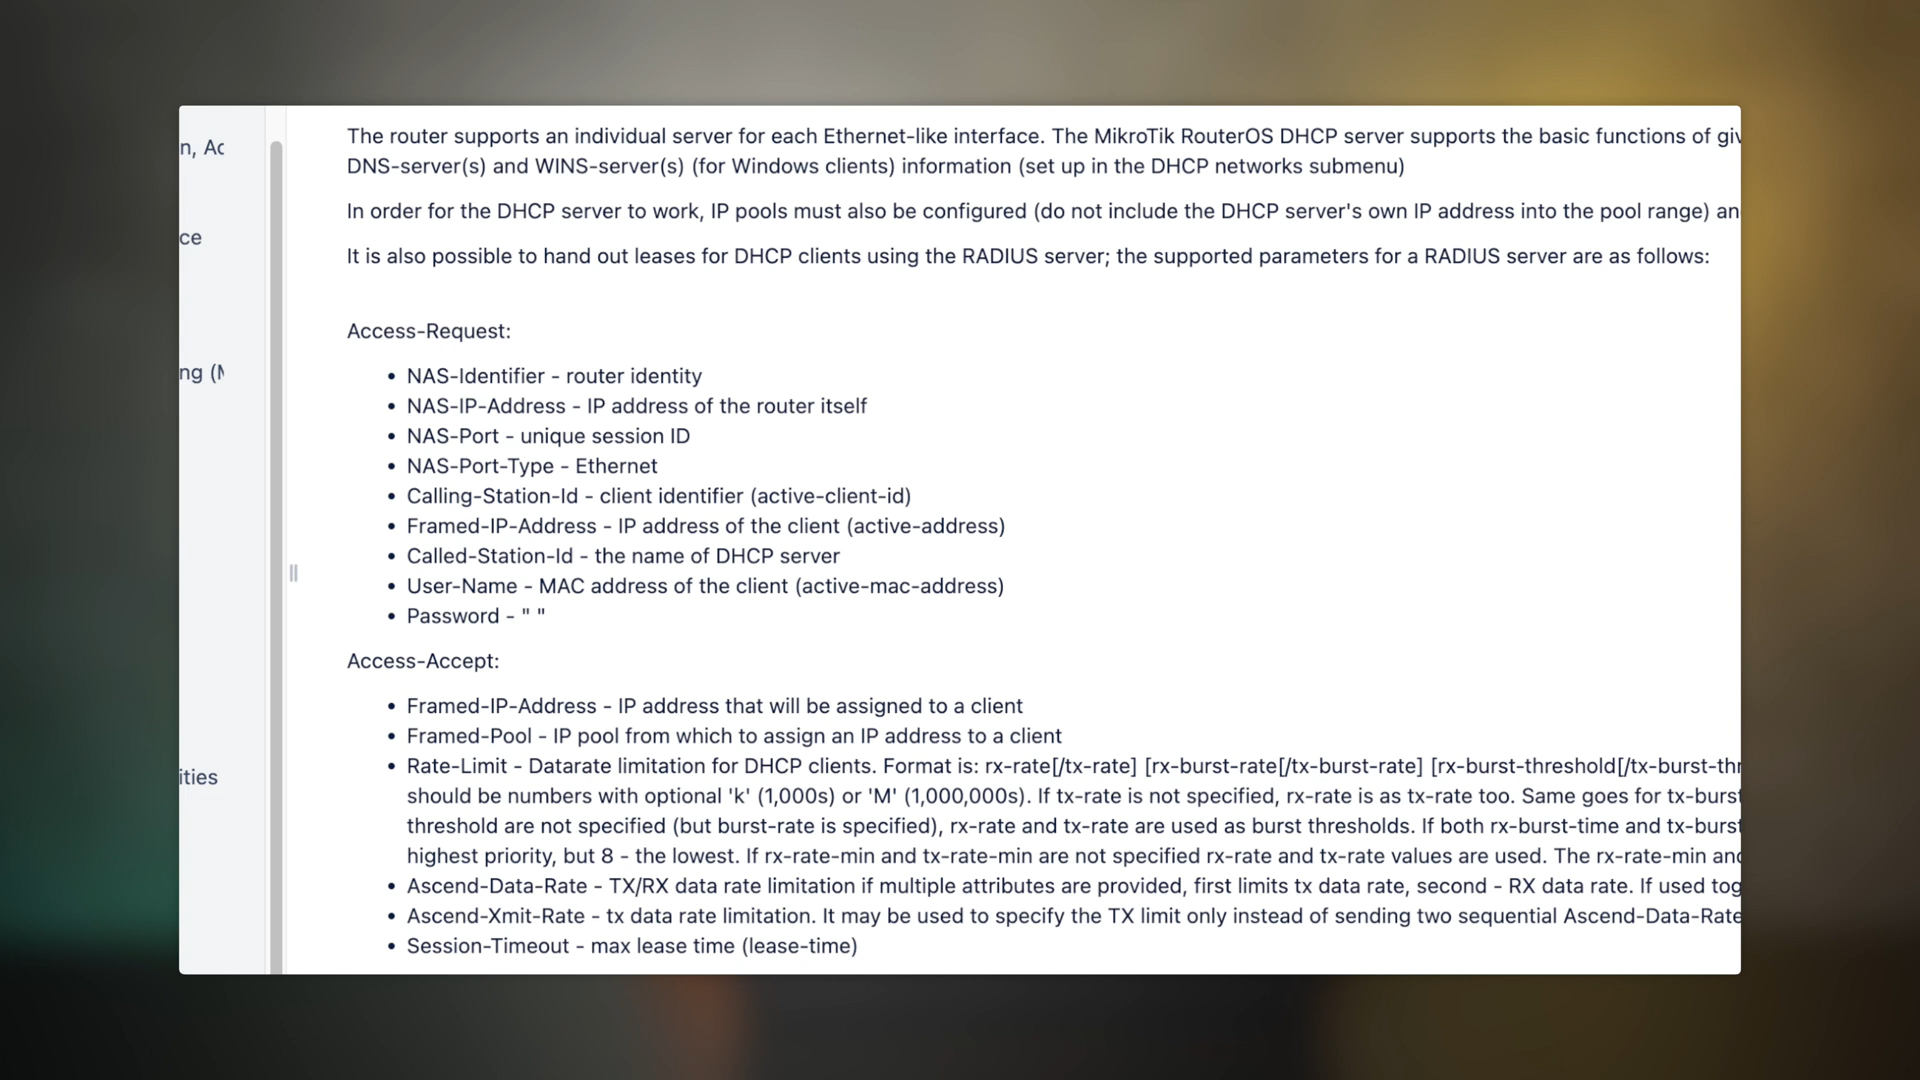 n, Ac
ce
ng (
ities
The router supports an individual server for each Ethernet-like interface. The MikroTik RouterOS DHCP server supports the basic functions of giv
DNS-server(s) and WINS-server(s) (for Windows clients) information (set up in the DHCP networks submenu)
In order for the DHCP server to work, IP pools must also be configured (do not include the DHCP server's own IP address into the pool range) an
It is also possible to hand out leases for DHCP clients using the RADIUS server; the supported parameters for a RADIUS server are as follows:
Access-Request:
• NAS-Identifier - router identity
• NAS-IP-Address - IP address of the router itself
• NAS-Port - unique session ID
• NAS-Port-Type - Ethernet
• Calling-Station-Id - client identifier (active-client-id)
• Framed-IP-Address - IP address of the client (active-address)
• Called-Station-Id - the name of DHCP server
• User-Name - MAC address of the client (active-mac-address)
• Password - " "
Access-Accept:
• Framed-IP-Address - IP address that will be assigned to a client
• Framed-Pool - IP pool from which to assign an IP address to a client
• Rate-Limit - Datarate limitation for DHCP clients. Format is: rx-rate[/tx-rate] [rx-burst-rate[/tx-burst-rate] [rx-burst-threshold[/tx-burst-thr
should be numbers with optional 'k' (1,000s) or 'M' (1,000,000s). If tx-rate is not specified, rx-rate is as tx-rate too. Same goes for tx-burst
threshold are not specified (but burst-rate is specified), rx-rate and tx-rate are used as burst thresholds. If both rx-burst-time and tx-burst
highest priority, but 8 - the lowest. If rx-rate-min and tx-rate-min are not specified rx-rate and tx-rate values are used. The rx-rate-min and
• Ascend-Data-Rate - TX/RX data rate limitation if multiple attributes are provided, first limits tx data rate, second - RX data rate. If used tog
• Ascend-Xmit-Rate - tx data rate limitation. It may be used to specify the TX limit only instead of sending two sequential Ascend-Data-Rate
• Session-Timeout - max lease time (lease-time)